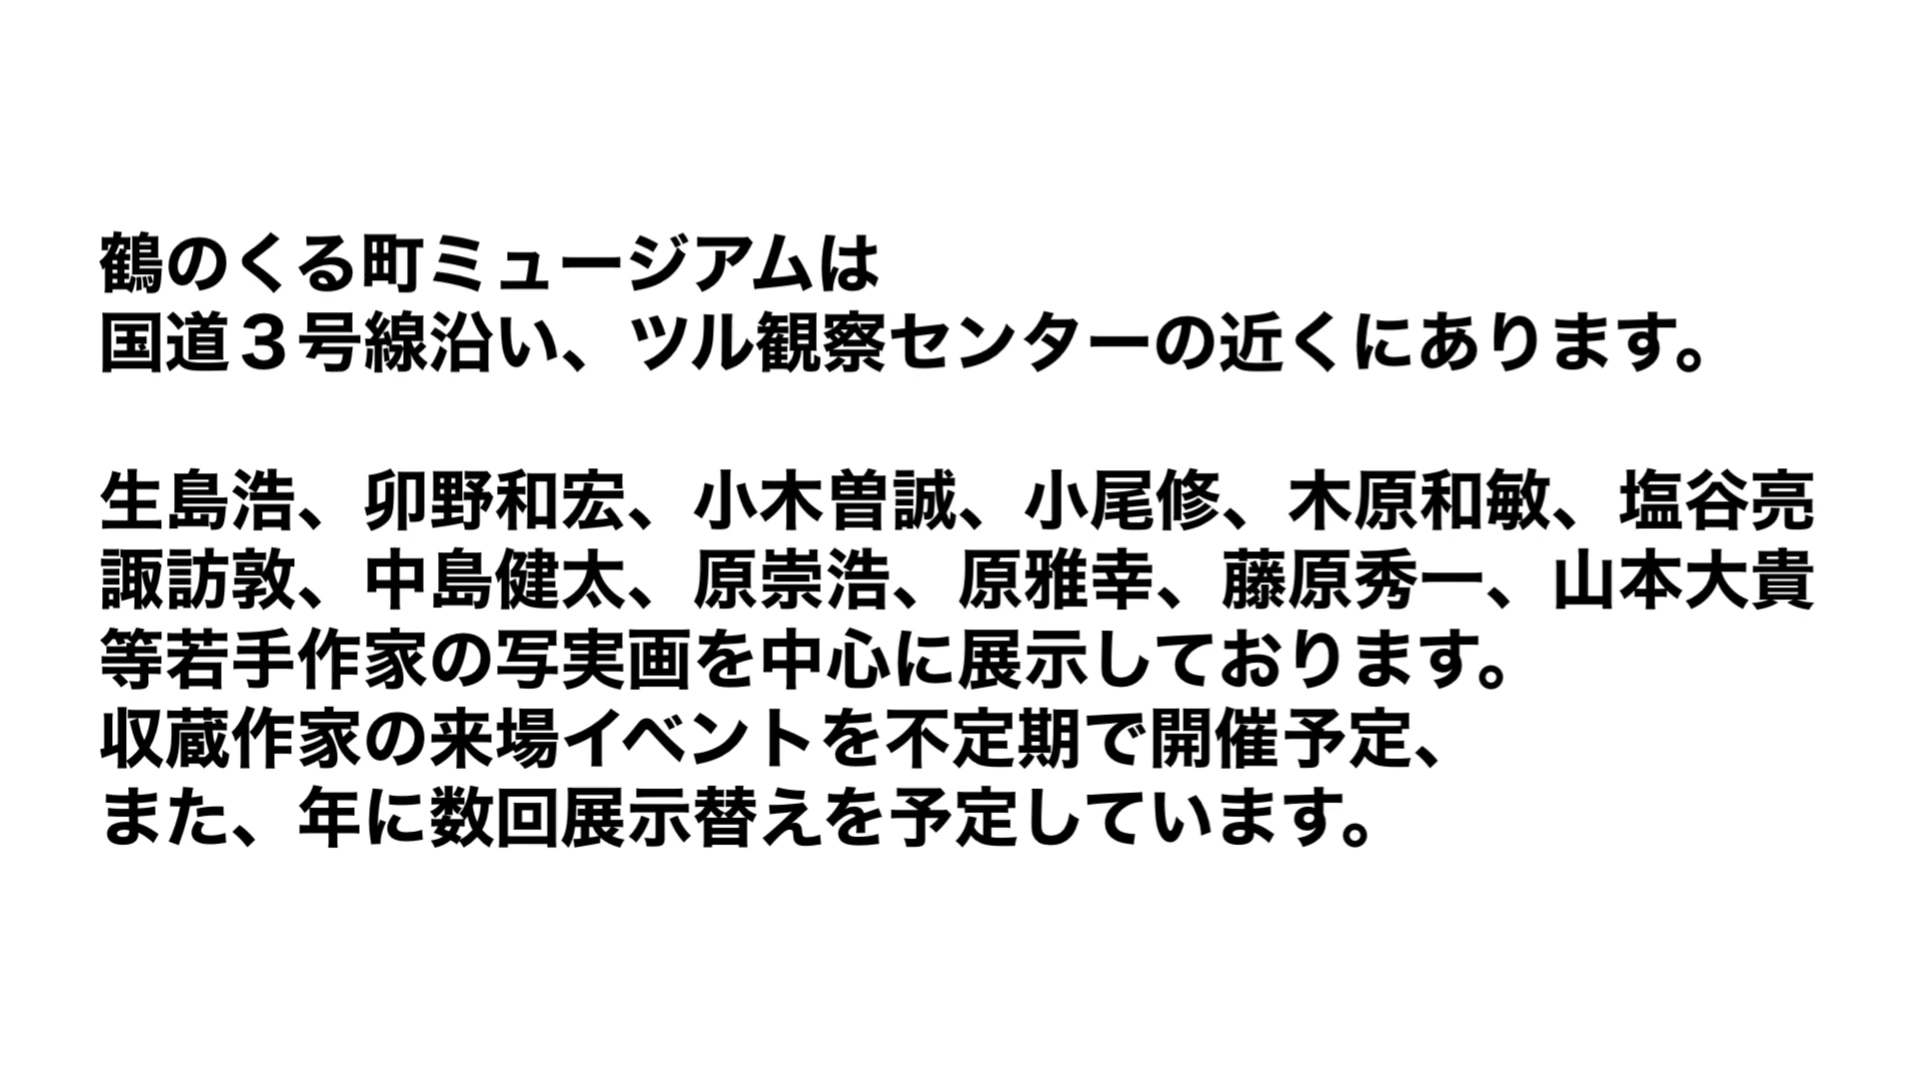 鶴のくる町ミュージアムは
国道３号線沿い、ツル観察センターの近くにあります。
生島浩、卯野和宏、小木曽誠、小尾修、木原和敏、塩谷亮
諏訪敦、中島健太、原崇浩、原雅幸、藤原秀一、山本大貴
等若手作家の写実画を中心に展示しております。
収蔵作家の来場イベントを不定期で開催予定、
また、年に数回展示替えを予定しています。